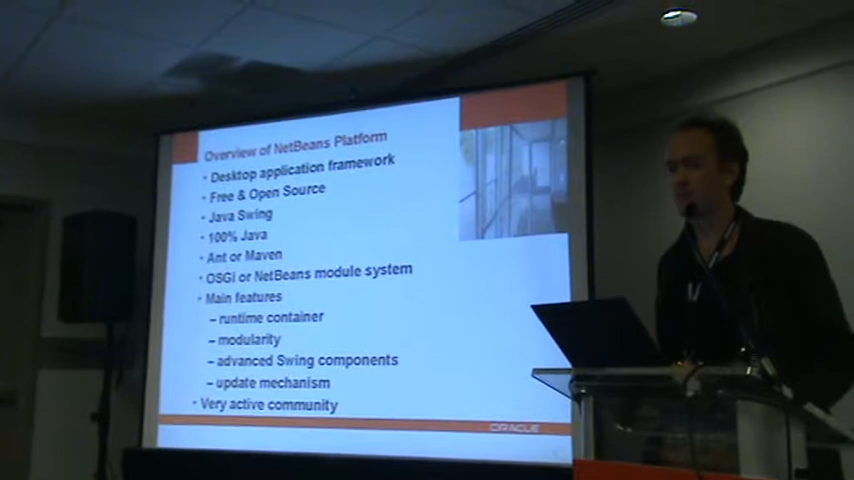 Overview of NetBeans Platform
• Desktop application framework
• Free & Open Source
• Java Swing
• 100% Java
• Ant or Maven
• OSGi or NetBeans module system
• Main features
– runtime container
– modularity
– advanced Swing components
– update mechanism
• Very active community
ORACLE